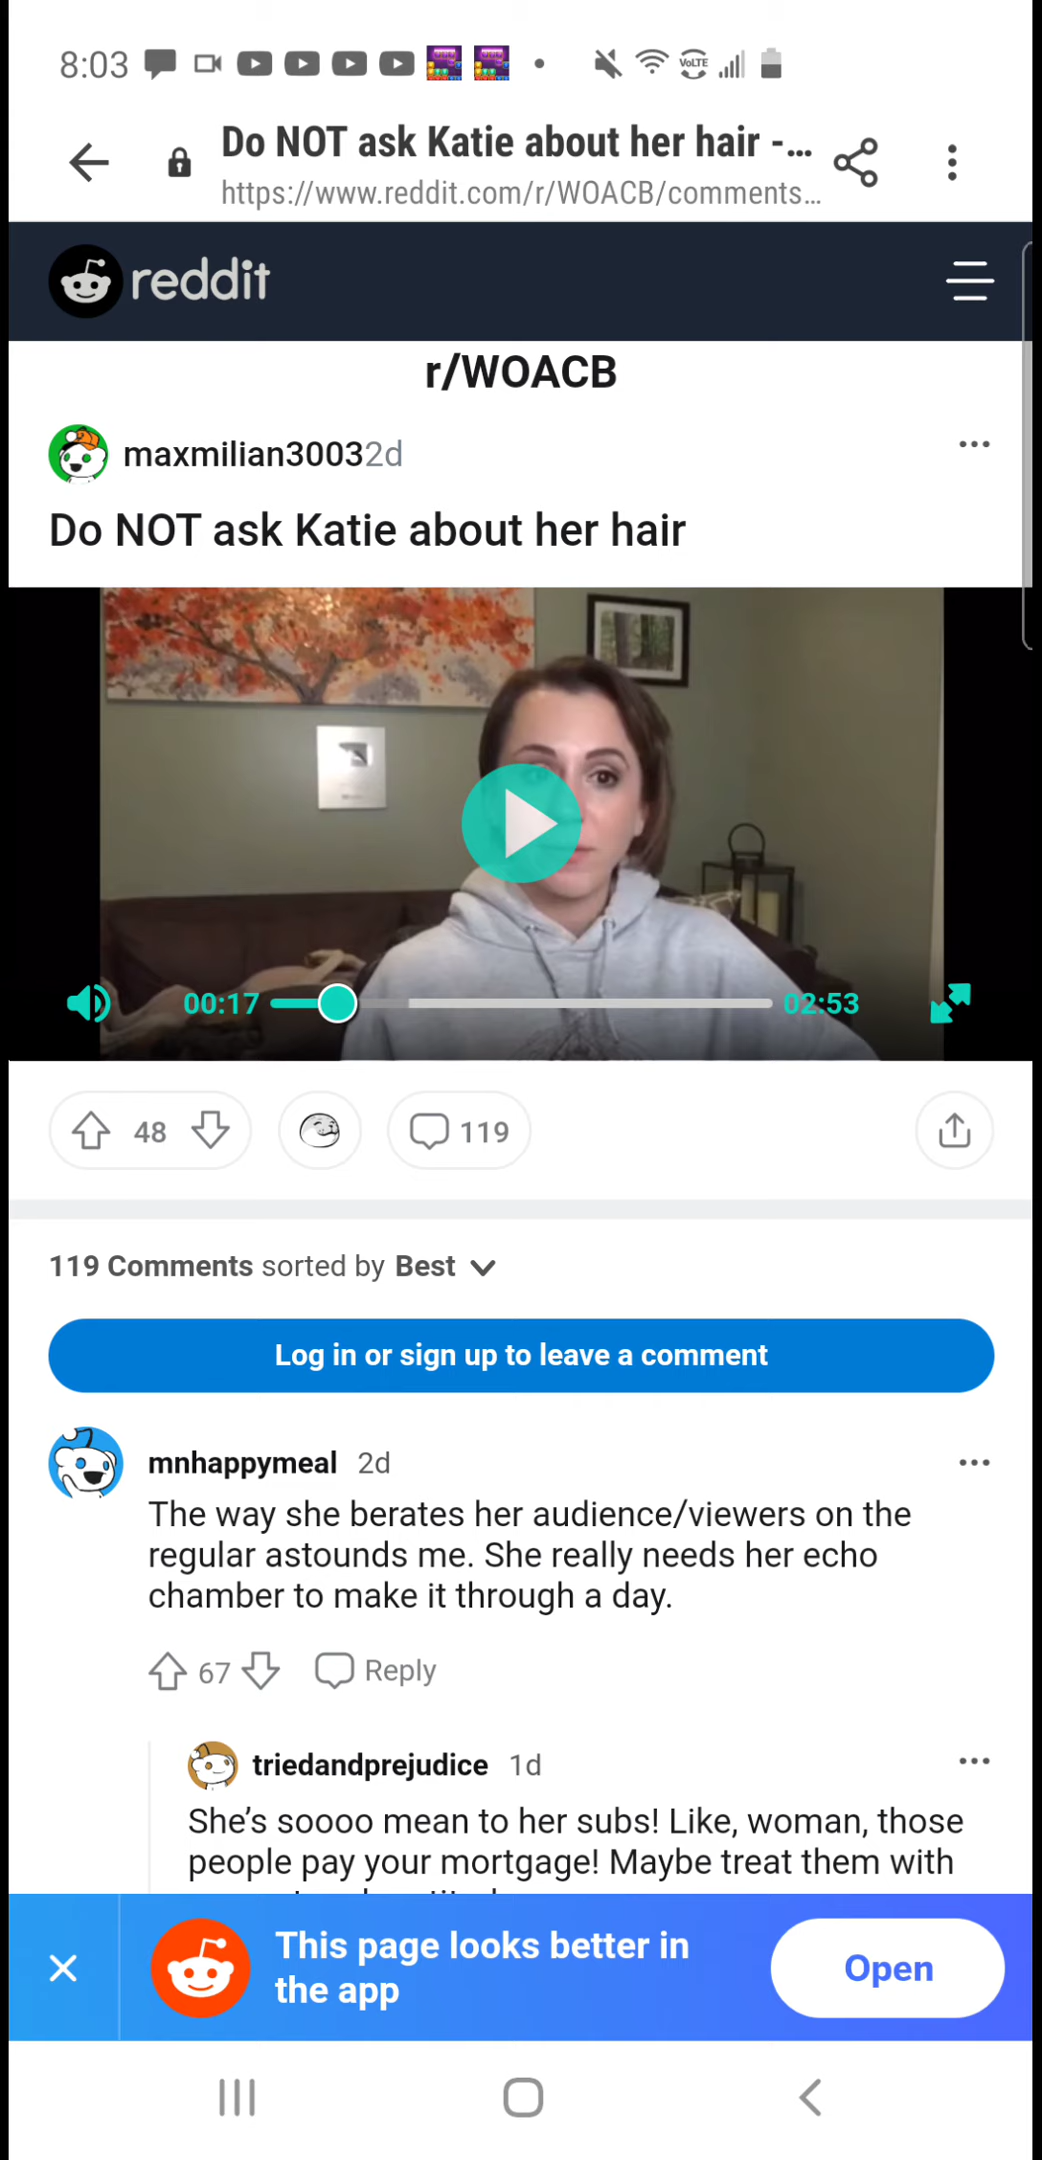 8:03
VoLTE
Do NOT ask Katie about her hair -...
https://www.reddit.com/r/WOACB/comments...
reddit
r/WOACB
maxmilian30032d
Do NOT ask Katie about her hair
00:17
02:53
48
119
119 Comments sorted by Best
Log in or sign up to leave a comment
mnhappymeal 2d
The way she berates her audience/viewers on the
regular astounds me. She really needs her echo
chamber to make it through a day.
67 Reply
triedandprejudice 1d
She's soooo mean to her subs! Like, woman, those
people pay your mortgage! Maybe treat them with
This page looks better in
the app
Open